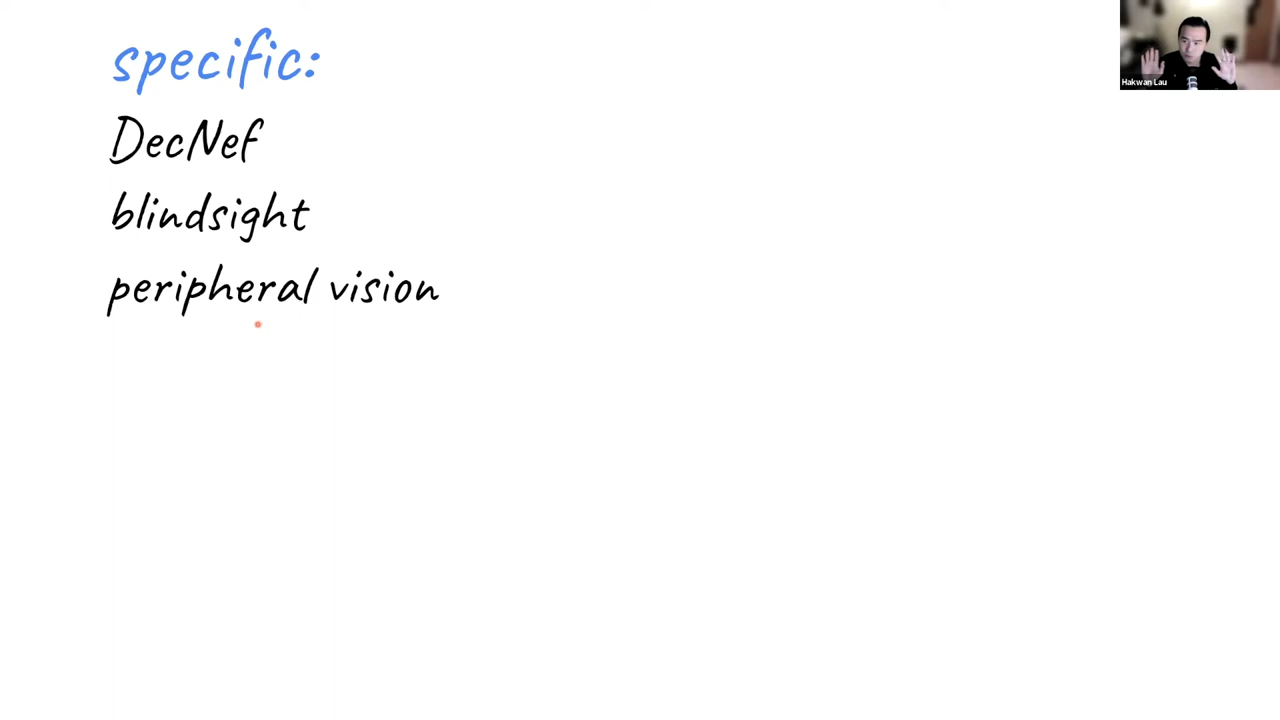 specific:
DecNef
blindsight
peripheral vision
Hakwan Lau